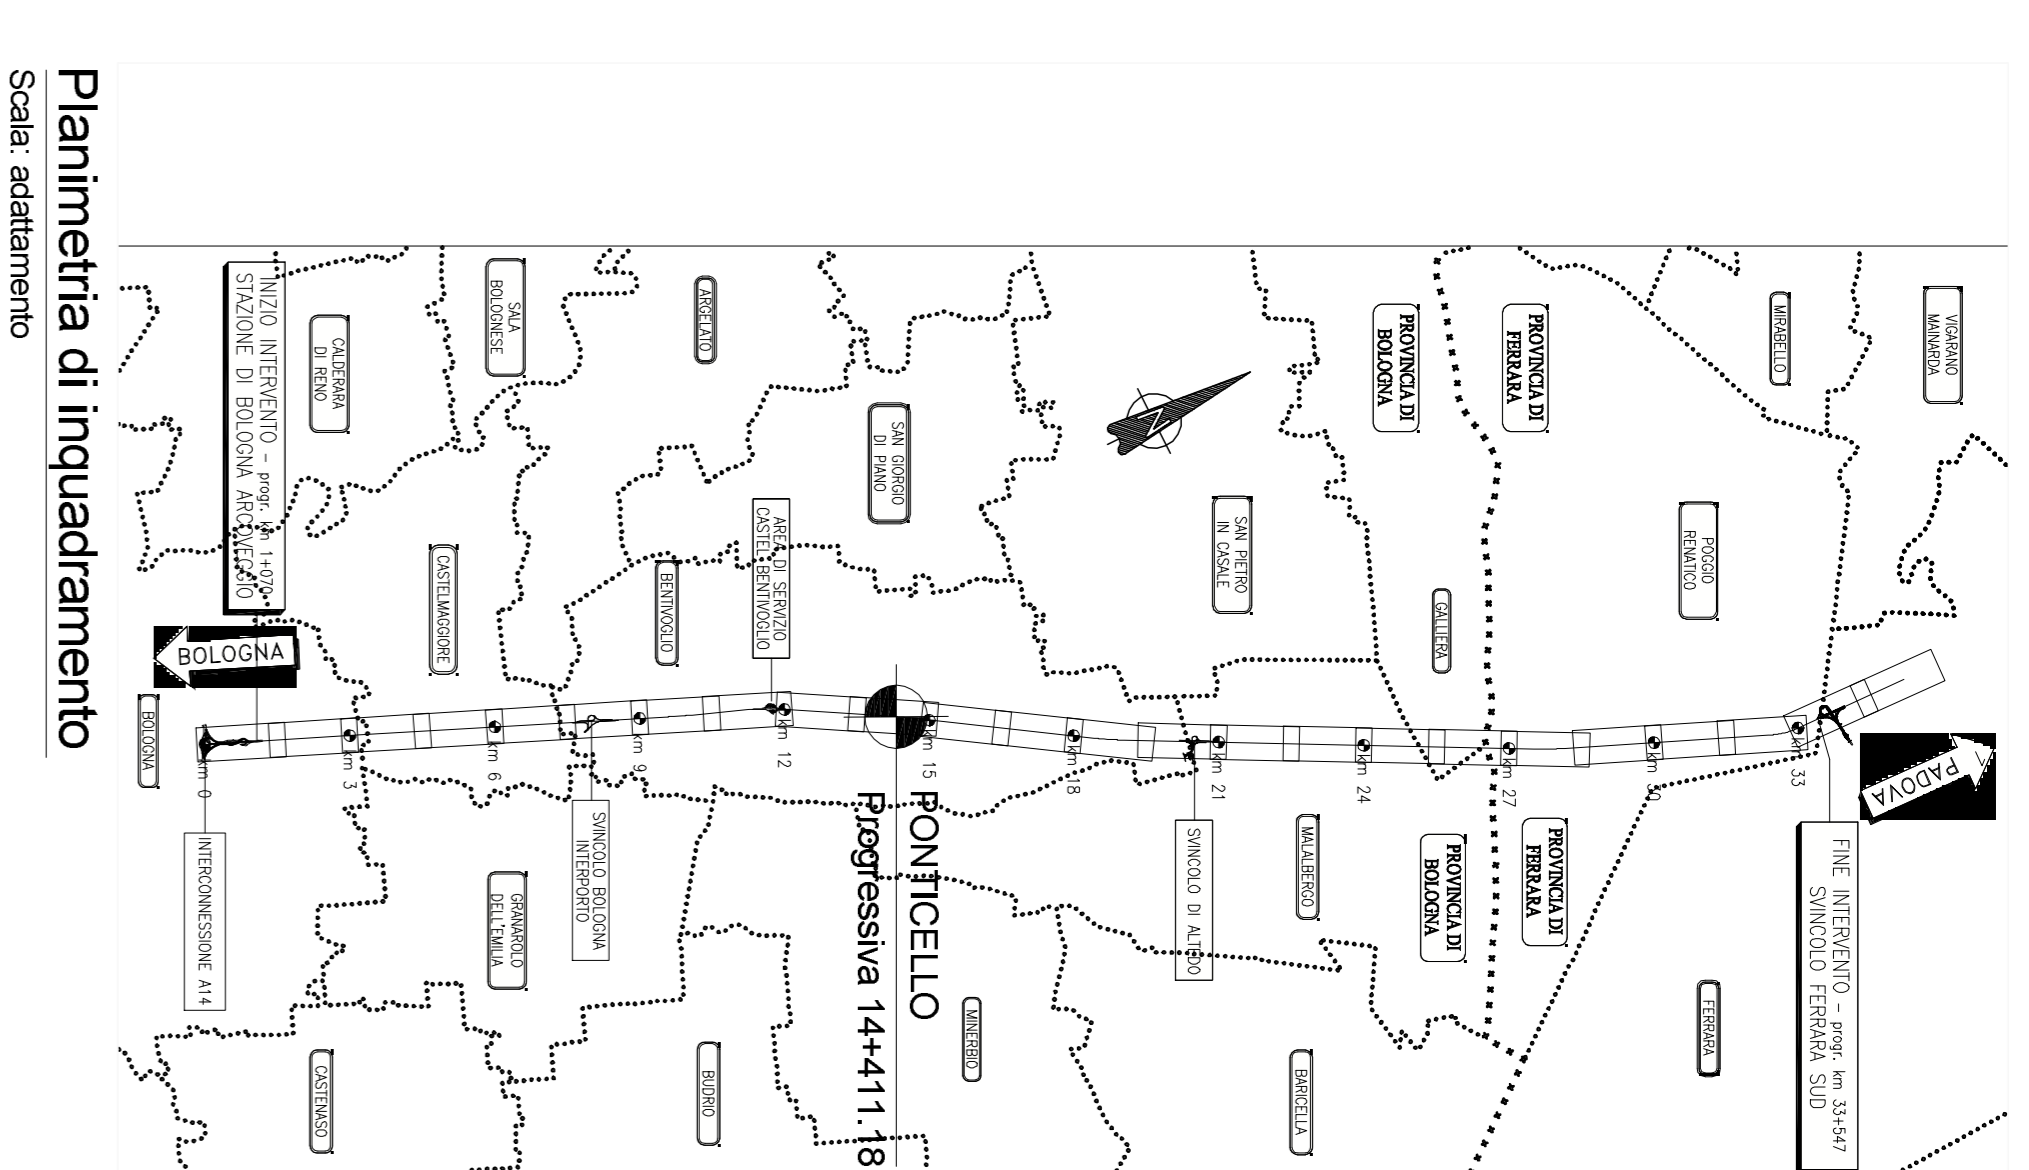 Planimetria di inquadramento
Scala: adattamento
INIZIO INTERVENTO - progr. km 1+070
STAZIONE DI BOLOGNA ARCOVEGGIO
CALDERARA
DI RENO
SALA
BOLOGNESE
ARGELATO
SAN GIORGIO
DI PIANO
PROVINCIA DI
BOLOGNA
PROVINCIA DI
FERRARA
MIRABELLO
VIGARANO
MAINARDA
CASTELMAGGIORE
BENTIVOGLIO
AREA DI SERVIZIO
CASTEL BENTIVOGLIO
SAN PIETRO
IN CASALE
GALLIERA
POGGIO
RENATICO
BOLOGNA
BOLOGNA
km 0
km 3
km 6
km 9
km 12
km 15
km 18
km 21
km 24
km 27
km 30
km 33
PADOVA
INTERCONNESSIONE A14
SVINCOLO BOLOGNA
INTERPORTO
PONTICELLO
Progressiva 14+411.18
SVINCOLO DI ALTEDO
MALALBERGO
PROVINCIA DI
BOLOGNA
PROVINCIA DI
FERRARA
FINE INTERVENTO - progr. km 33+547
SVINCOLO FERRARA SUD
GRANAROLO
DELL'EMILIA
MINERBIO
FERRARA
CASTENASO
BUDRIO
BARICELLA